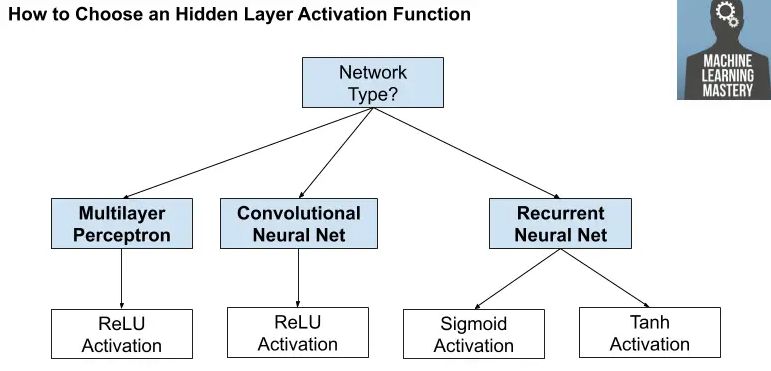 How to Choose an Hidden Layer Activation Function
MACHINE
LEARNING
MASTERY
Network
Type?
Multilayer
Perceptron
Convolutional
Neural Net
Recurrent
Neural Net
ReLU
Activation
ReLU
Activation
Sigmoid
Activation
Tanh
Activation